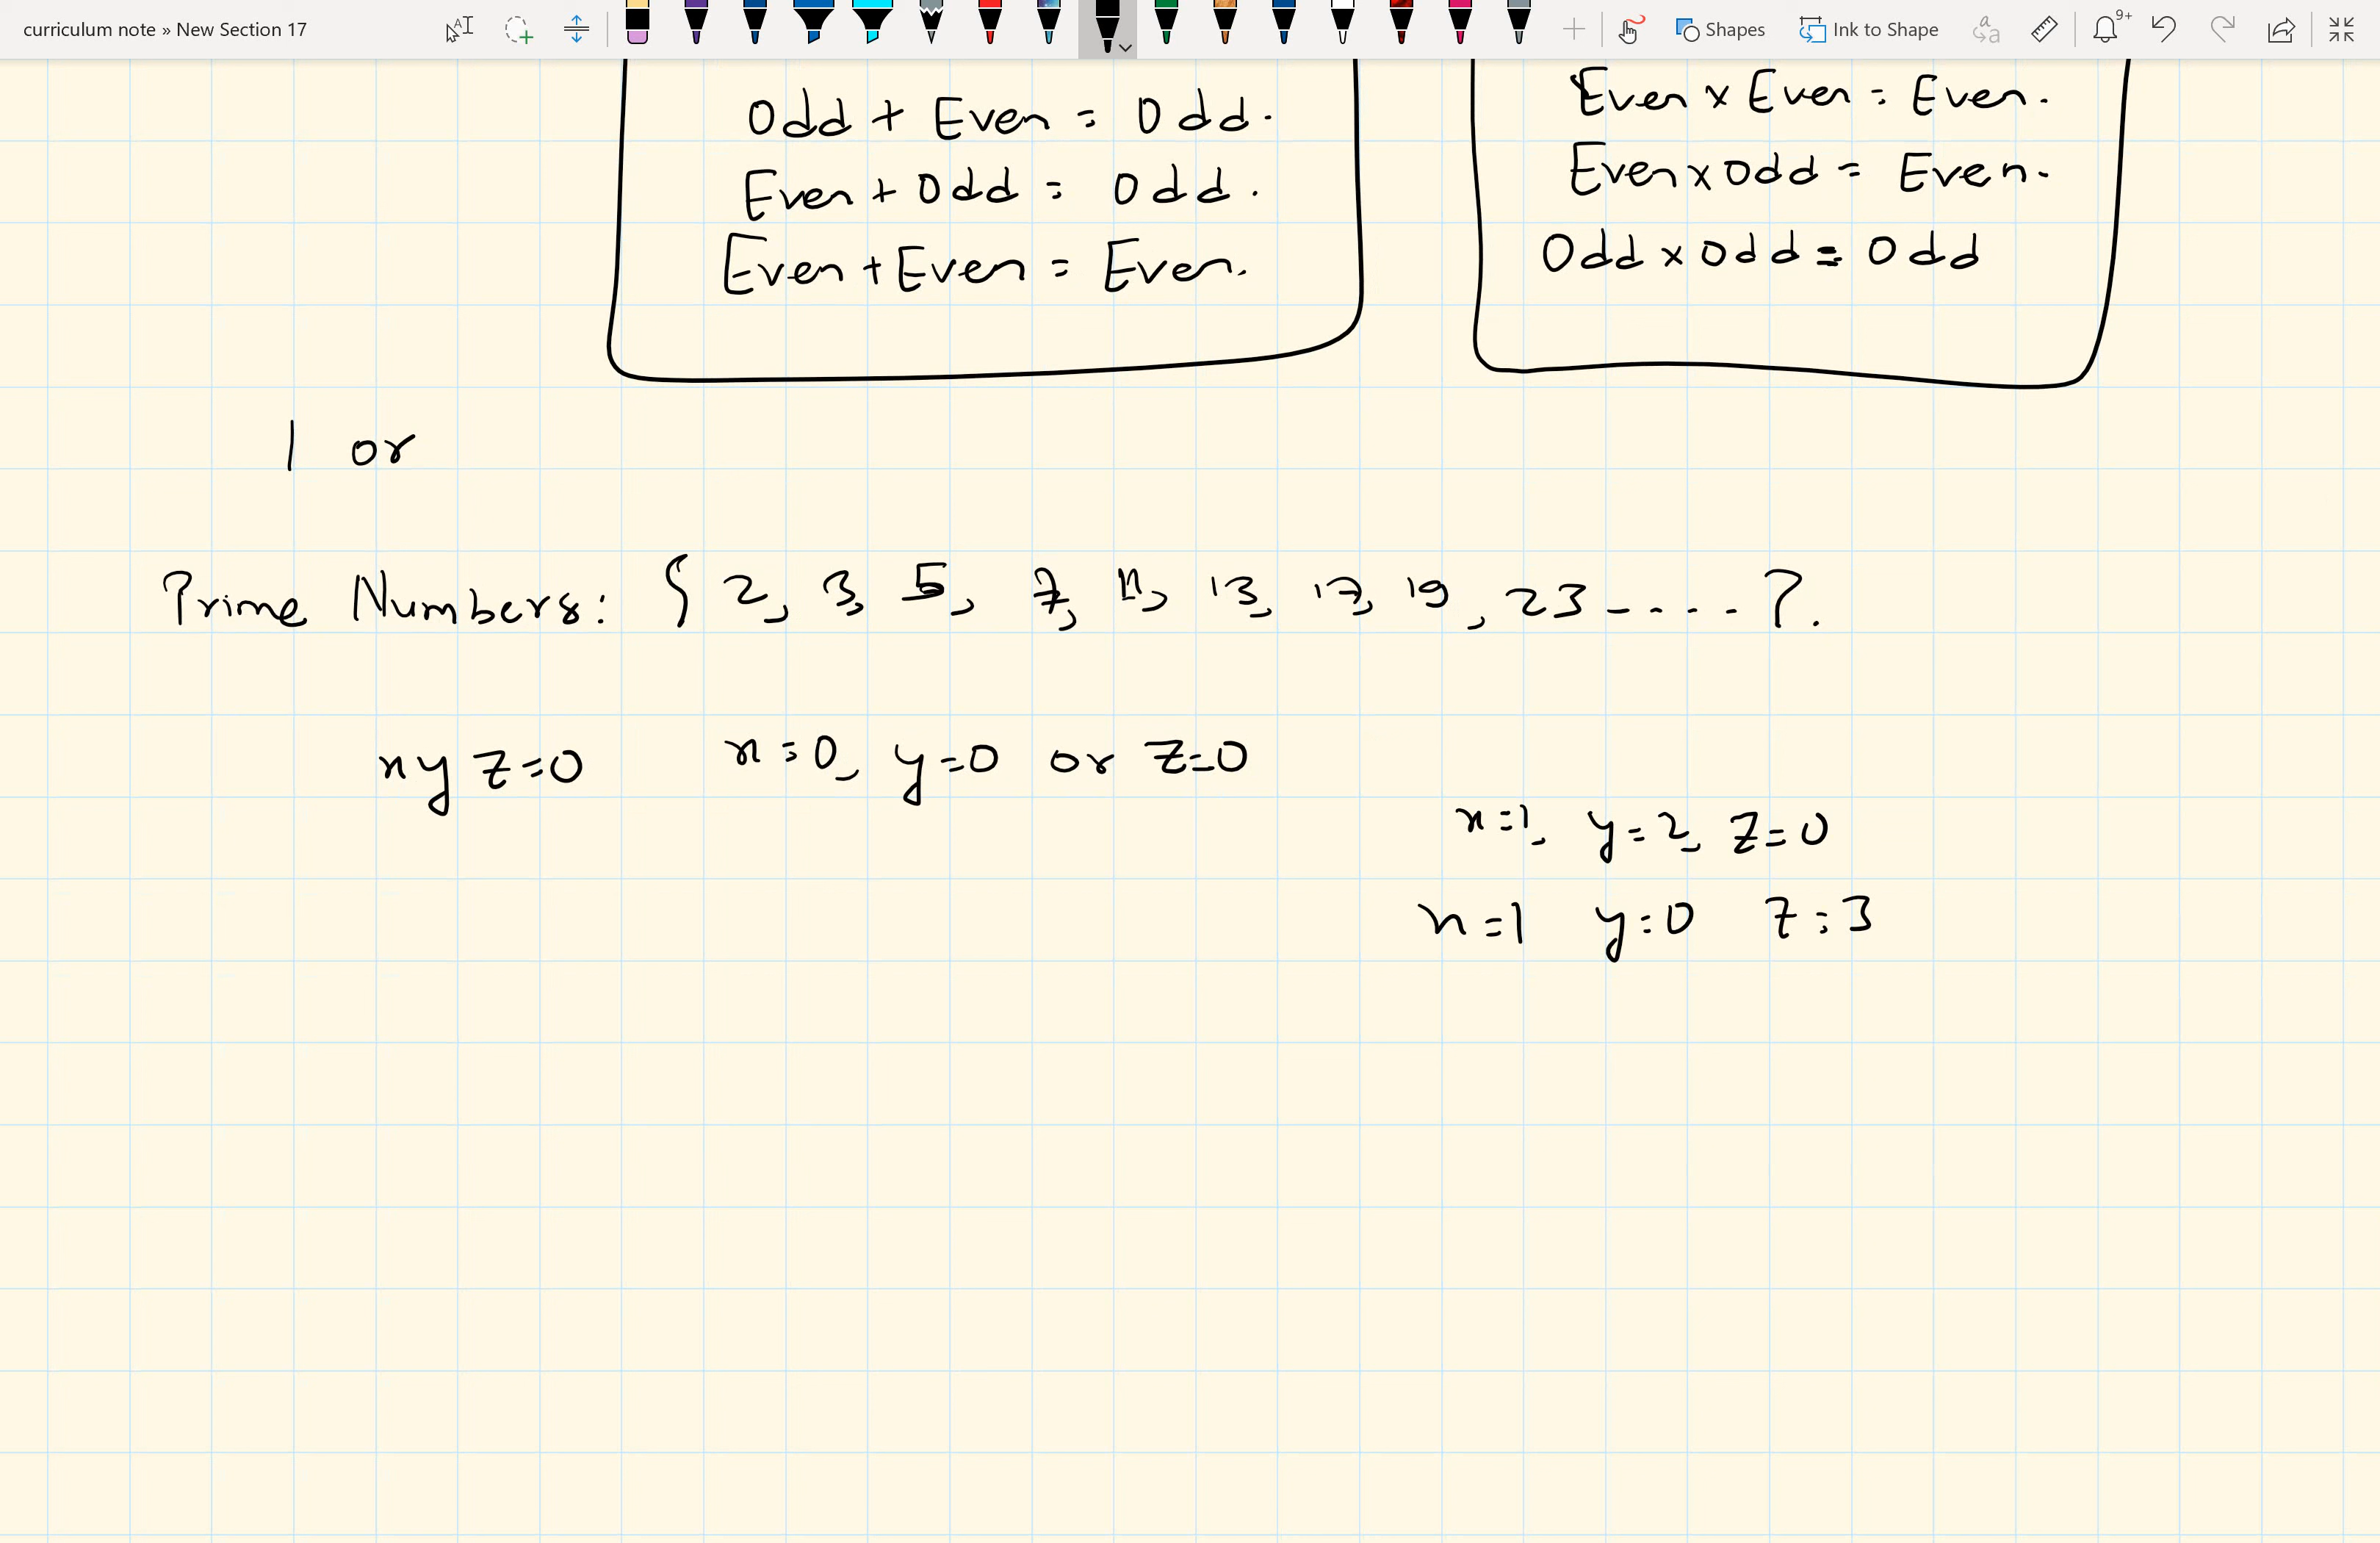 curriculum note » New Section 17
Shapes
Ink to Shape
9+
Odd + Even = Odd.
Even + Odd = Odd.
Even + Even = Even.
Even x Even = Even.
Even x Odd = Even.
Odd x Odd = Odd
1 or
Prime Numbers: { 2, 3, 5, 7, 11, 13, 17, 19, 23 - - - - - }.
xyz=0 x=0, y=0 or z=0
x=1, y=2, z=0
x=1 y=0 z=3